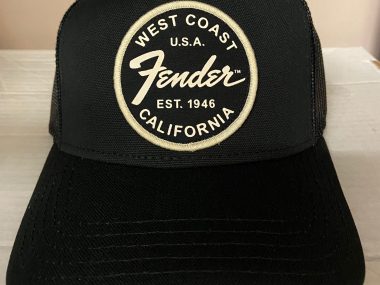 WEST COAST
U.S.A.
Fender™
EST. 1946
CALIFORNIA